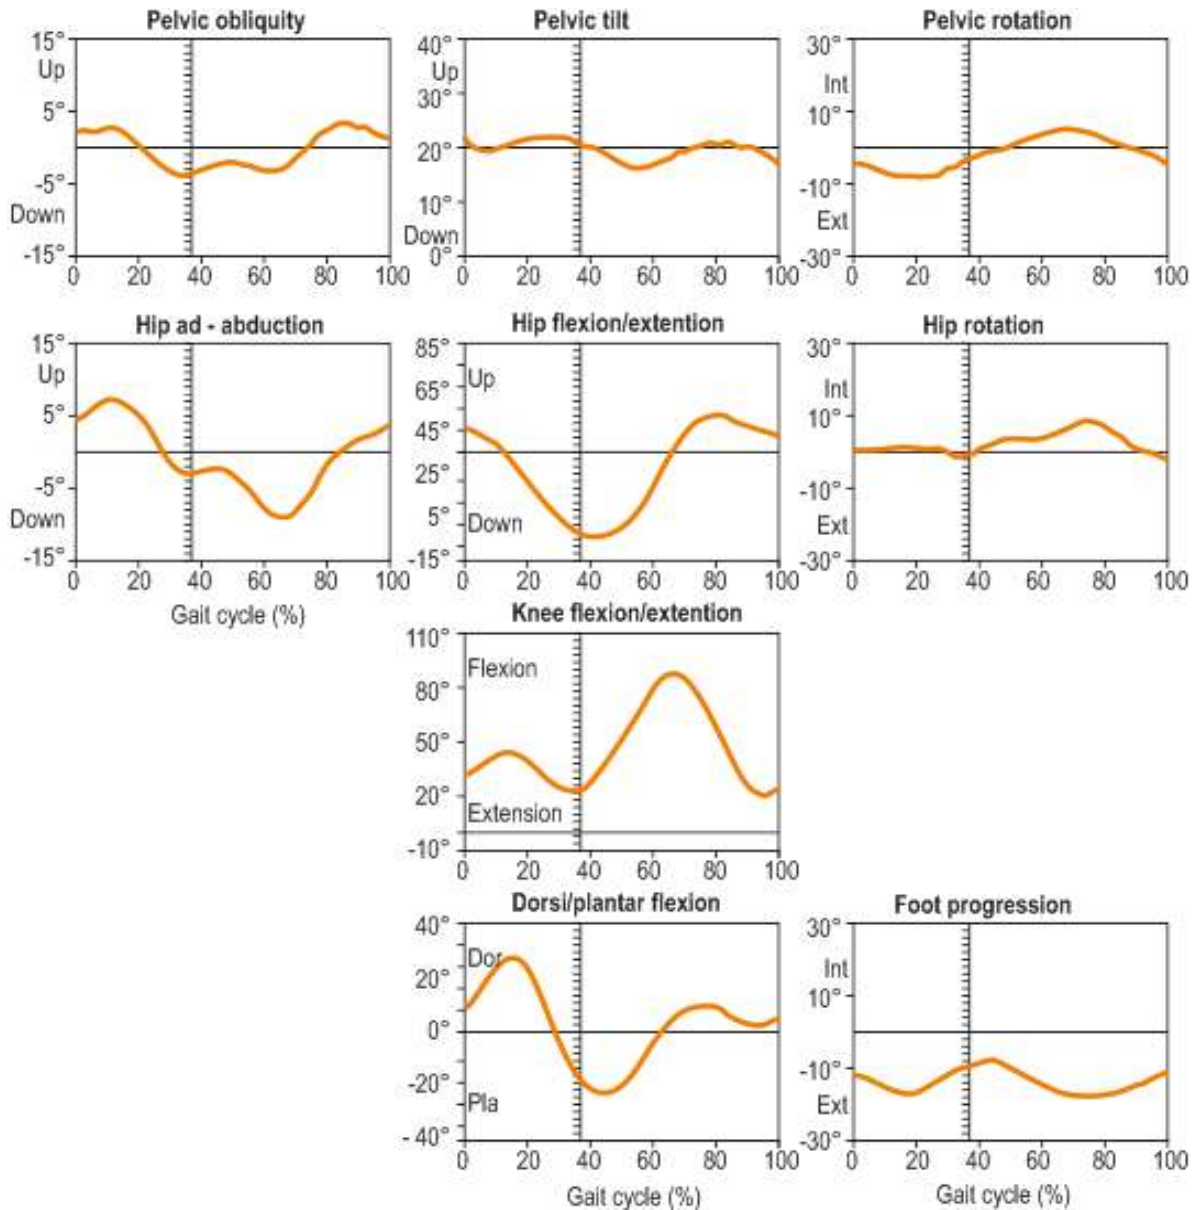 Pelvic obliquity
15°
Up
5°
-5°
Down
-15°
0 20 40 60 80 100
Pelvic tilt
40°
Up
30°
20°
10°
Down
0°
0 20 40 60 80 100
Pelvic rotation
30°
Int
10°
-10°
Ext
-30°
0 20 40 60 80 100
Hip ad - abduction
15°
Up
5°
-5°
Down
-15°
0 20 40 60 80 100
Gait cycle (%)
Hip flexion/extention
85°
Up
65°
45°
25°
5°
Down
-15°
0 20 40 60 80 100
Hip rotation
30°
Int
10°
-10°
Ext
-30°
0 20 40 60 80 100
Knee flexion/extention
110°
Flexion
80°
50°
20°
Extension
-10°
0 20 40 60 80 100
Dorsi/plantar flexion
40°
Dor
20°
0°
-20°
Pla
- 40°
0 20 40 60 80 100
Gait cycle (%)
Foot progression
30°
Int
10°
-10°
Ext
-30°
0 20 40 60 80 100
Gait cycle (%)